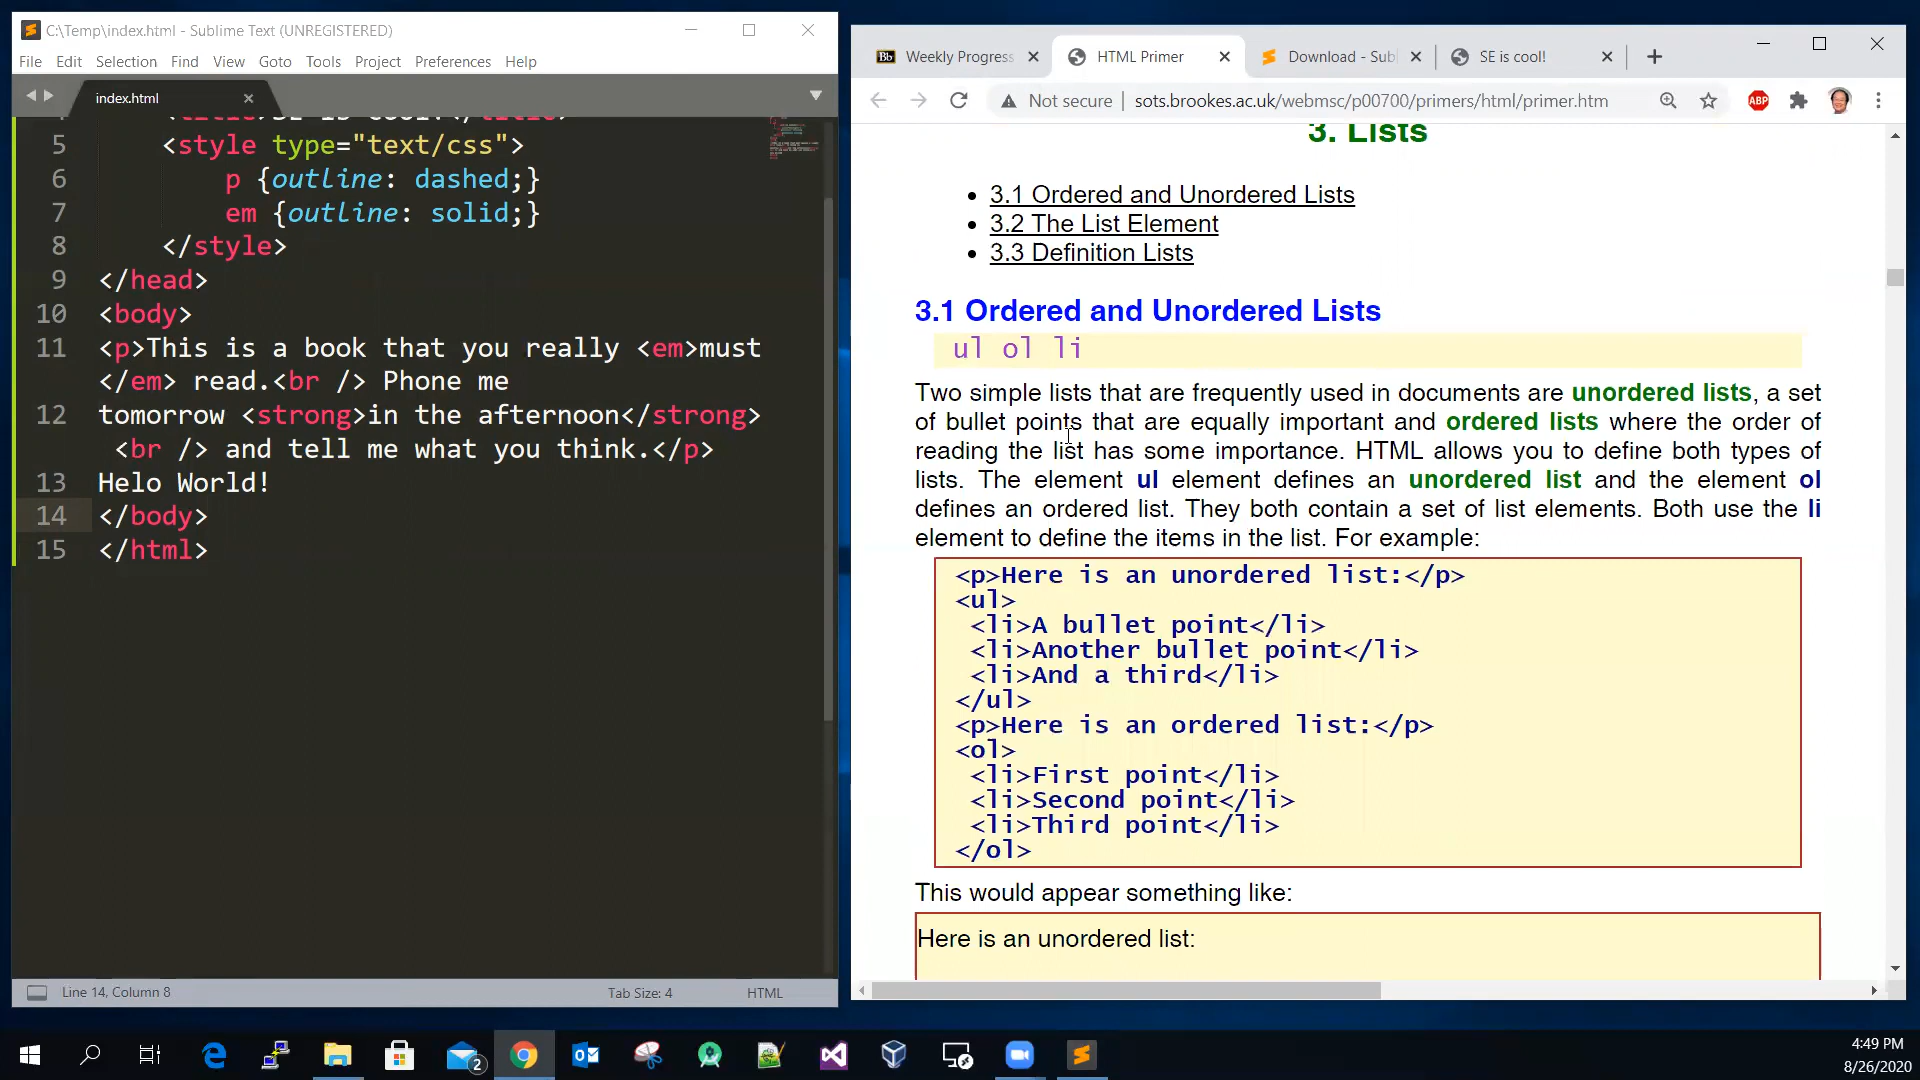 C:\Temp\index.html - Sublime Text (UNREGISTERED)
File Edit Selection Find View Goto Tools Project Preferences Help
index.html
5 <style type="text/css">
6 p {outline: dashed;}
7 em {outline: solid;}
8 </style>
9 </head>
10 <body>
11 <p>This is a book that you really <em>must
</em> read.<br /> Phone me
12 tomorrow <strong>in the afternoon</strong>
<br /> and tell me what you think.</p>
13 Helo World!
14 </body>
15 </html>
Line 14, Column 8 Tab Size: 4 HTML
Bb Weekly Progress HTML Primer Download - Sub SE is cool!
Not secure sots.brookes.ac.uk/webmsc/p00700/primers/html/primer.htm ABP
3. Lists
• 3.1 Ordered and Unordered Lists
• 3.2 The List Element
• 3.3 Definition Lists
3.1 Ordered and Unordered Lists
ul ol li
Two simple lists that are frequently used in documents are unordered lists, a set
of bullet points that are equally important and ordered lists where the order of
reading the list has some importance. HTML allows you to define both types of
lists. The element ul element defines an unordered list and the element ol
defines an ordered list. They both contain a set of list elements. Both use the li
element to define the items in the list. For example:
<p>Here is an unordered list:</p>
<ul>
<li>A bullet point</li>
<li>Another bullet point</li>
<li>And a third</li>
</ul>
<p>Here is an ordered list:</p>
<ol>
<li>First point</li>
<li>Second point</li>
<li>Third point</li>
</ol>
This would appear something like:
Here is an unordered list:
2
4:49 PM
8/26/2020